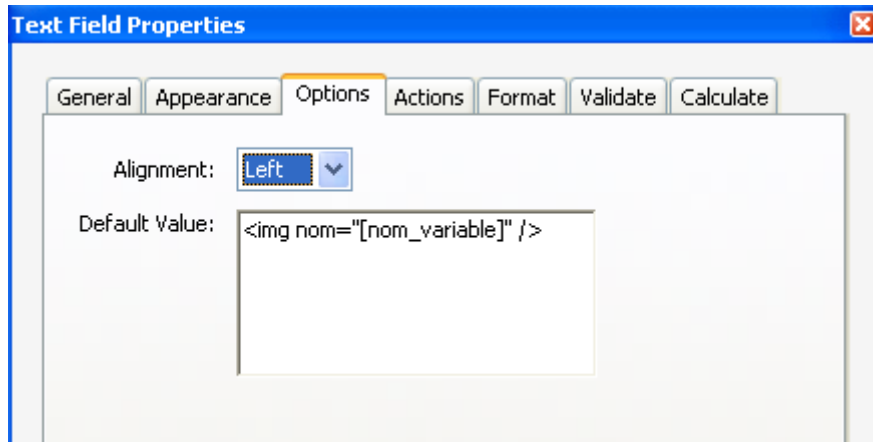 Text Field Properties
General Appearance Options Actions Format Validate Calculate
Alignment: Left
Default Value: <img nom="[nom_variable]" />